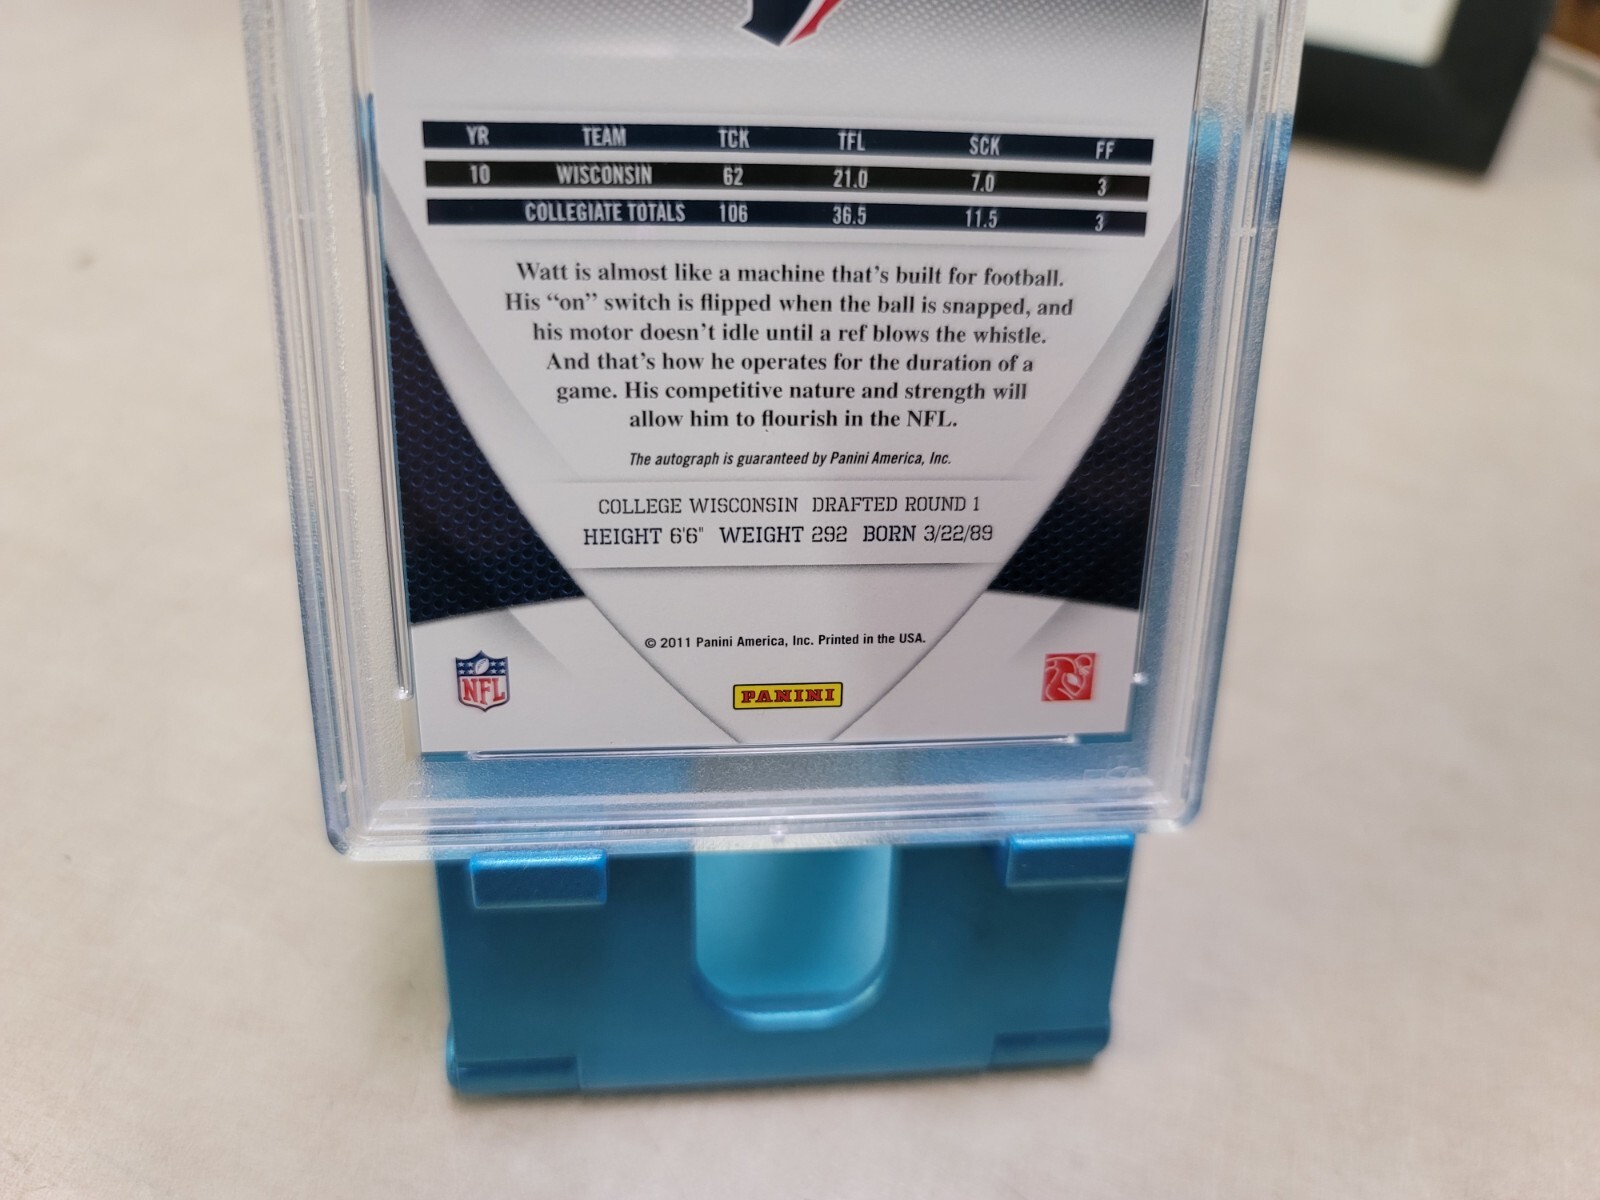 YR TEAM TCK TFL SCK FF
10 WISCONSIN 62 21.0 7.0 3
COLLEGIATE TOTALS 106 36.5 11.5 3
Watt is almost like a machine that's built for football.
His “on” switch is flipped when the ball is snapped, and
his motor doesn't idle until a ref blows the whistle.
And that's how he operates for the duration of a
game. His competitive nature and strength will
allow him to flourish in the NFL.
The autograph is guaranteed by Panini America, Inc.
COLLEGE WISCONSIN DRAFTED ROUND 1
HEIGHT 6'6" WEIGHT 292 BORN 3/22/89
© 2011 Panini America, Inc. Printed in the USA.
NFL
PANINI